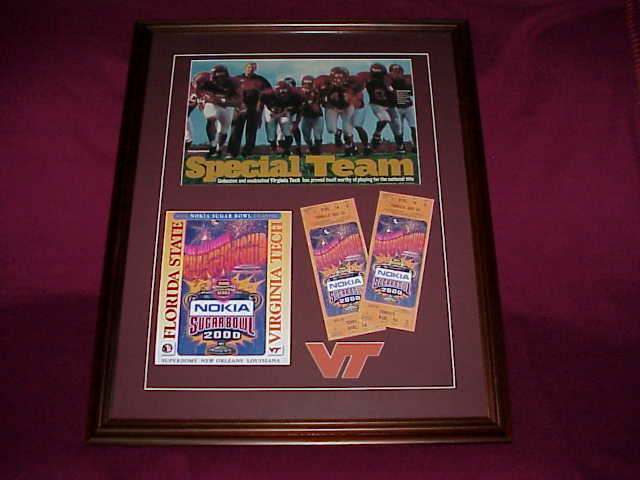 Special Team
Unbeaten and undoubted Virginia Tech has proved itself worthy of playing for the national title
NOKIA SUGAR BOWL
FLORIDA STATE
VIRGINIA TECH
CHAMPIONSHIP
NOKIA
SUGAR BOWL
2000
SUPERDOME NEW ORLEANS, LOUISIANA
NOKIA
SUGAR BOWL
2000
NOKIA
SUGAR BOWL
2000
VT